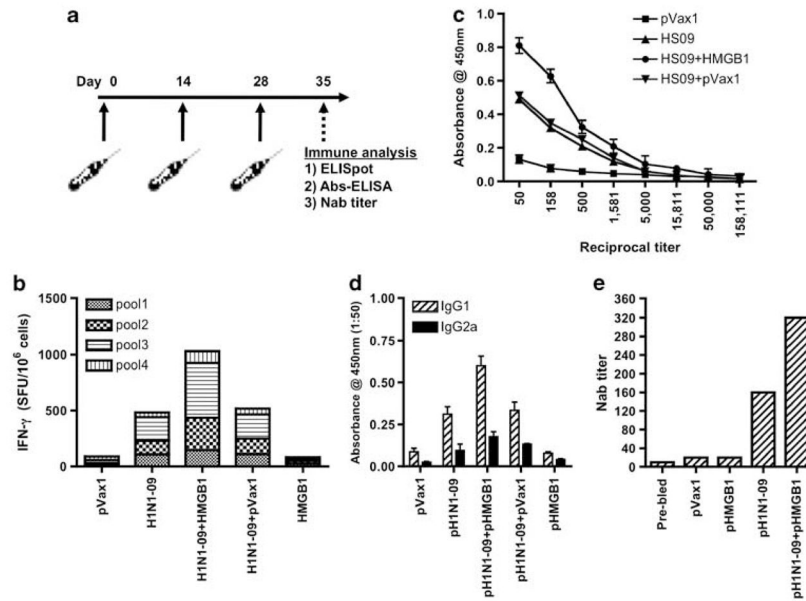 a
Day 0 14 28 35
Immune analysis
1) ELISpot
2) Abs-ELISA
3) Nab titer
c
Absorbance @ 450nm
0.8
0.6
0.4
0.2
0.0
pVax1
HS09
HS09+HMGB1
HS09+pVax1
50 158 500 1,581 5,000 15,811 50,000 158,111
Reciprocal titer
b
IFN-γ (SFU/10⁶ cells)
1500
1000
500
0
pool1
pool2
pool3
pool4
pVax1
H1N1-09
H1N1-09+HMGB1
H1N1-09+pVax1
HMGB1
d
Absorbance @ 450nm (1:50)
1.00
0.75
0.50
0.25
0.00
IgG1
IgG2a
pVax1
pH1N1-09
pH1N1-09+pHMGB1
pH1N1-09+pVax1
pHMGB1
e
Nab titer
360
320
280
240
200
160
120
80
40
0
Pre-bled
pVax1
pHMGB1
pH1N1-09
pH1N1-09+pHMGB1